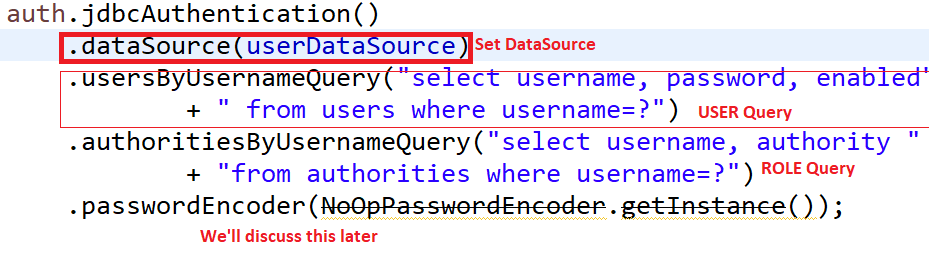 auth.jdbcAuthentication()
.dataSource(userDataSource) Set DataSource
.usersByUsernameQuery("select username, password, enabled"
+ " from users where username=?") USER Query
.authoritiesByUsernameQuery("select username, authority "
+ "from authorities where username=?") ROLE Query
.passwordEncoder(NoOpPasswordEncoder.getInstance());
We'll discuss this later